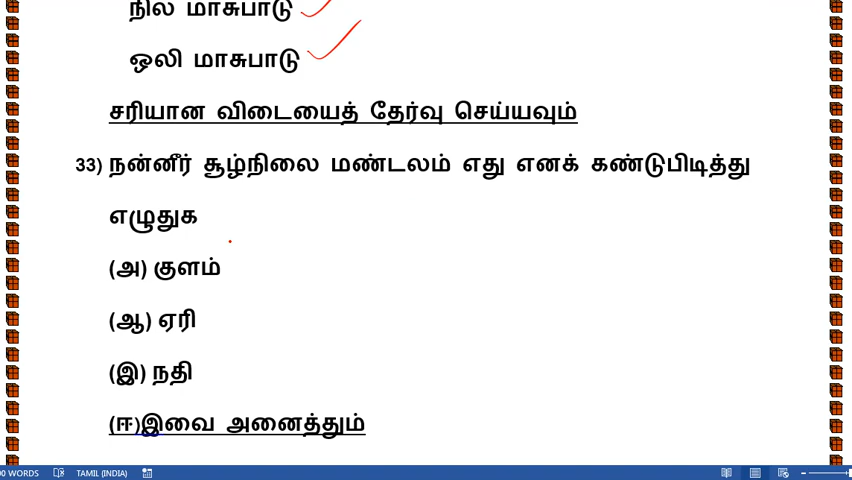 நில மாசுபாடு
ஒலி மாசுபாடு
சரியான விடையைத் தேர்வு செய்யவும்
33) நன்னீர் சூழ்நிலை மண்டலம் எது எனக் கண்டுபிடித்து
எழுதுக
(அ) குளம்
(ஆ) ஏரி
(இ) நதி
(ஈ)இவை அனைத்தும்
WORDS TAMIL (INDIA)